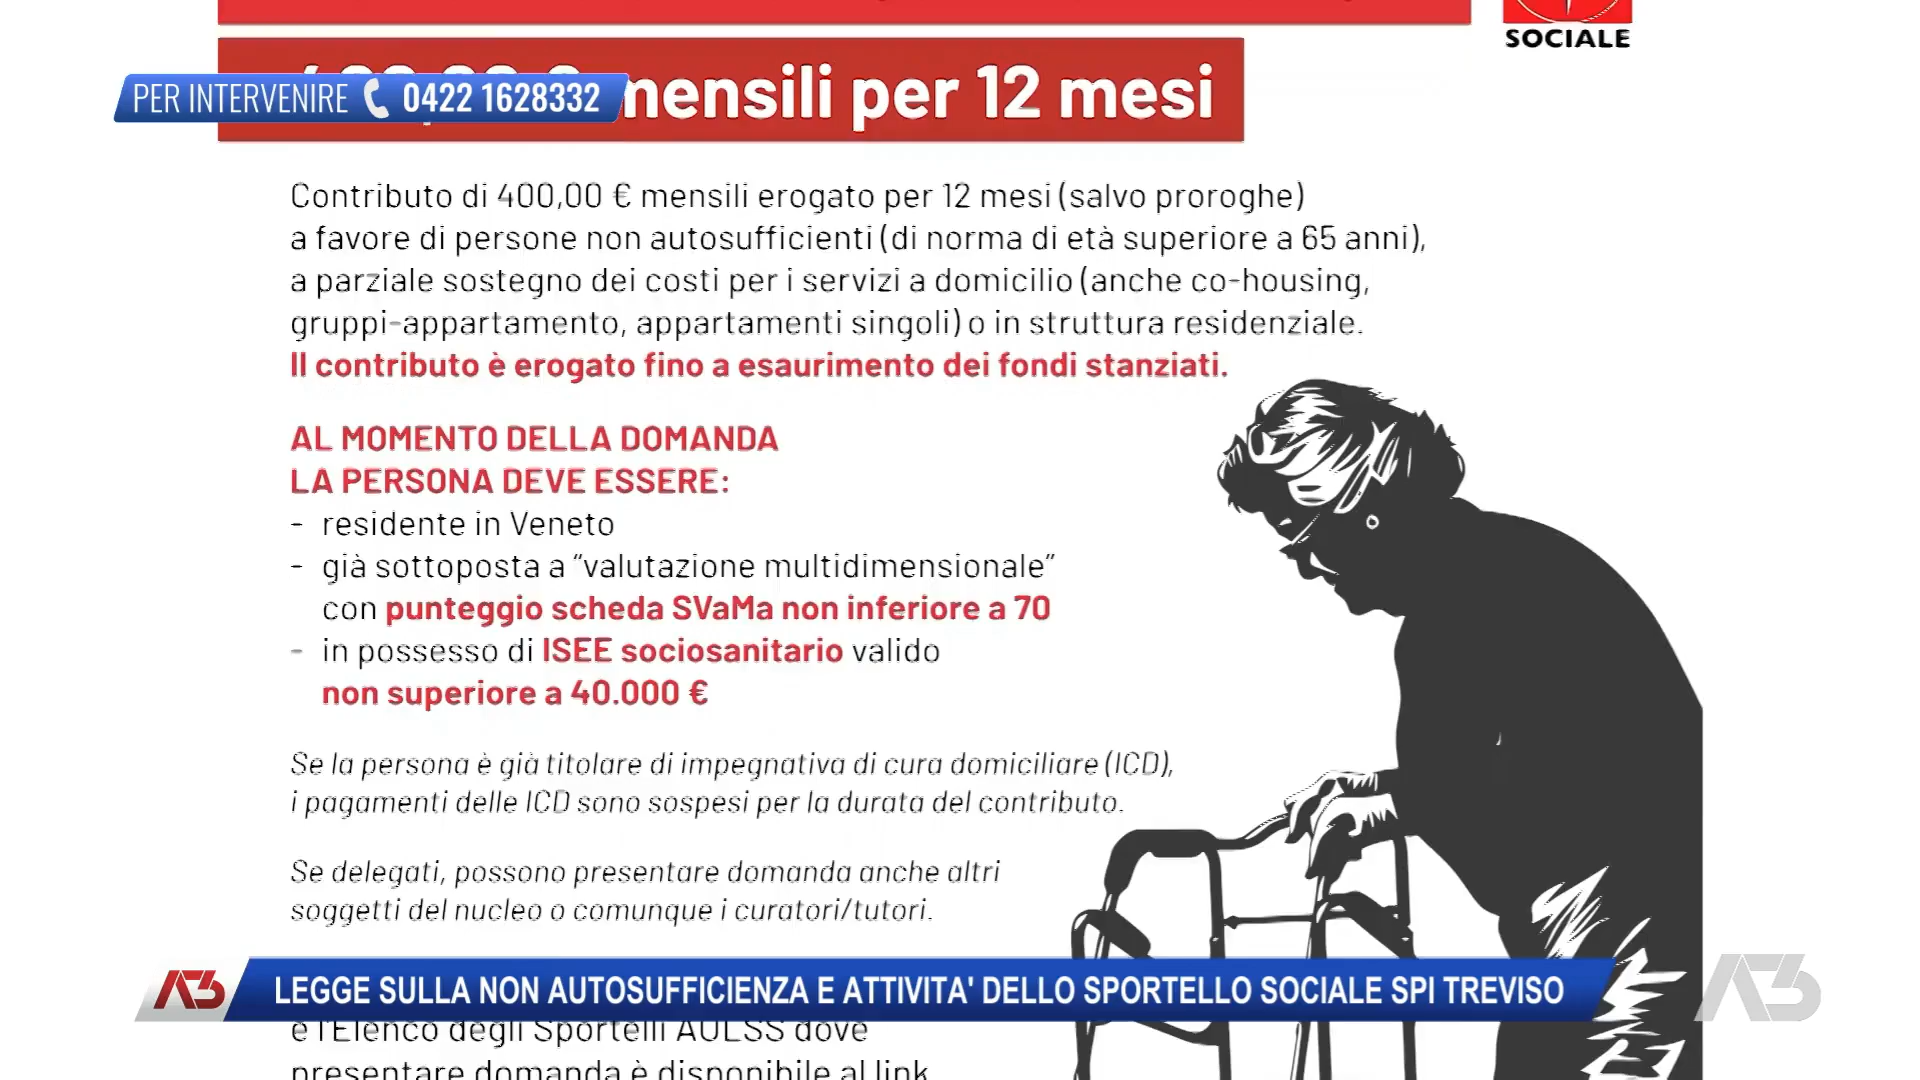 SOCIALE
mensili per 12 mesi
PER INTERVENIRE 0422 1628332
Contributo di 400,00 € mensili erogato per 12 mesi (salvo proroghe)
a favore di persone non autosufficienti (di norma di età superiore a 65 anni),
a parziale sostegno dei costi per i servizi a domicilio (anche co-housing,
gruppi-appartamento, appartamenti singoli) o in struttura residenziale.
Il contributo è erogato fino a esaurimento dei fondi stanziati.
AL MOMENTO DELLA DOMANDA
LA PERSONA DEVE ESSERE:
- residente in Veneto
- già sottoposta a “valutazione multidimensionale”
con punteggio scheda SVaMa non inferiore a 70
- in possesso di ISEE sociosanitario valido
non superiore a 40.000 €
Se la persona è già titolare di impegnativa di cura domiciliare (ICD),
i pagamenti delle ICD sono sospesi per la durata del contributo.
Se delegati, possono presentare domanda anche altri
soggetti del nucleo o comunque i curatori/tutori.
A3 LEGGE SULLA NON AUTOSUFFICIENZA E ATTIVITA' DELLO SPORTELLO SOCIALE SPI TREVISO A3
e l'Elenco degli Sportelli AULSS dove
presentare domanda è disponibile al link